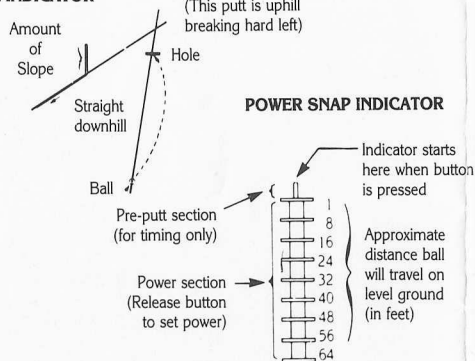 (This putt is uphill
breaking hard left)
Amount
of
Slope
Hole
Straight
downhill
Ball
POWER SNAP INDICATOR
Indicator starts
here when button
is pressed
Pre-putt section
(for timing only)
1
8
16
24
32
40
48
56
64
Approximate
distance ball
will travel on
level ground
(in feet)
Power section
(Release button
to set power)